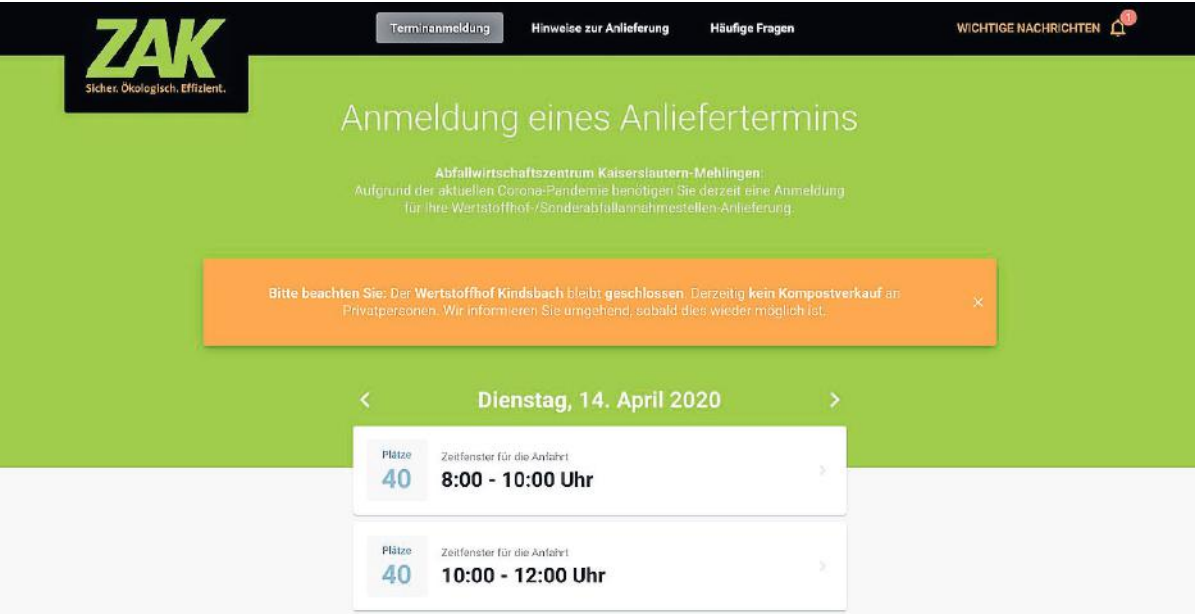 ZAK
Sicher. Ökologisch. Effizient.
Terminanmeldung
Hinweise zur Anlieferung
Häufige Fragen
WICHTIGE NACHRICHTEN
1
Anmeldung eines Anliefertermins
Abfallwirtschaftszentrum Kaiserslautern-Mehlingen:
Aufgrund der aktuellen Corona-Pandemie benötigen Sie derzeit eine Anmeldung
für ihre Wertstoffhof-/Sonderabfallannahmestellen-Anlieferung.
Bitte beachten Sie: Der Wertstoffhof Kindsbach bleibt geschlossen. Derzeitig kein Kompostverkauf an
Privatpersonen. Wir informieren Sie umgehend, sobald dies wieder möglich ist.
Dienstag, 14. April 2020
Plätze
40
Zeitfenster für die Anfahrt
8:00 - 10:00 Uhr
Plätze
40
Zeitfenster für die Anfahrt
10:00 - 12:00 Uhr